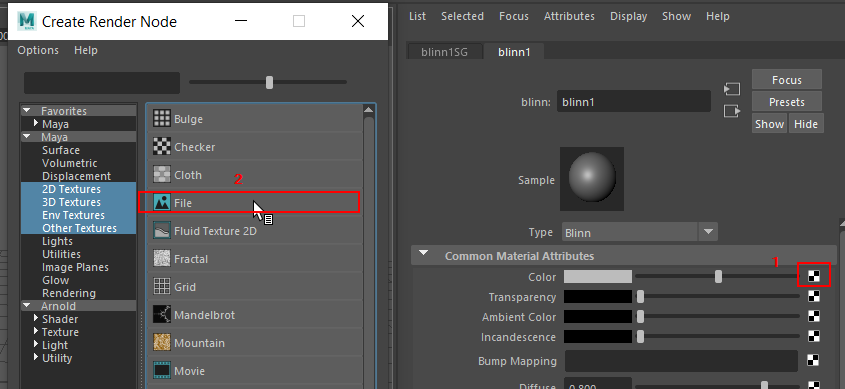 Create Render Node
Options Help
Favorites
Maya
Maya
Surface
Volumetric
Displacement
2D Textures
3D Textures
Env Textures
Other Textures
Lights
Utilities
Image Planes
Glow
Rendering
Arnold
Shader
Texture
Light
Utility
Bulge
Checker
Cloth
2
File
Fluid Texture 2D
Fractal
Grid
Mandelbrot
Mountain
Movie
List Selected Focus Attributes Display Show Help
blinn1SG blinn1
Focus
blinn: blinn1
Presets
Show Hide
Sample
Type Blinn
Common Material Attributes
1
Color
Transparency
Ambient Color
Incandescence
Bump Mapping
Diffuse 0.800